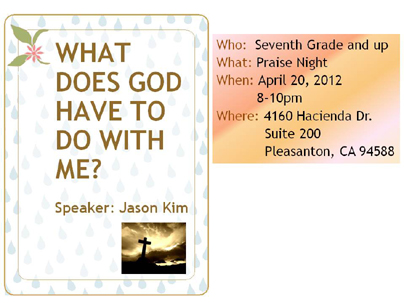 WHAT
DOES GOD
HAVE TO
DO WITH
ME?
Speaker: Jason Kim
Who: Seventh Grade and up
What: Praise Night
When: April 20, 2012
8-10pm
Where: 4160 Hacienda Dr.
Suite 200
Pleasanton, CA 94588